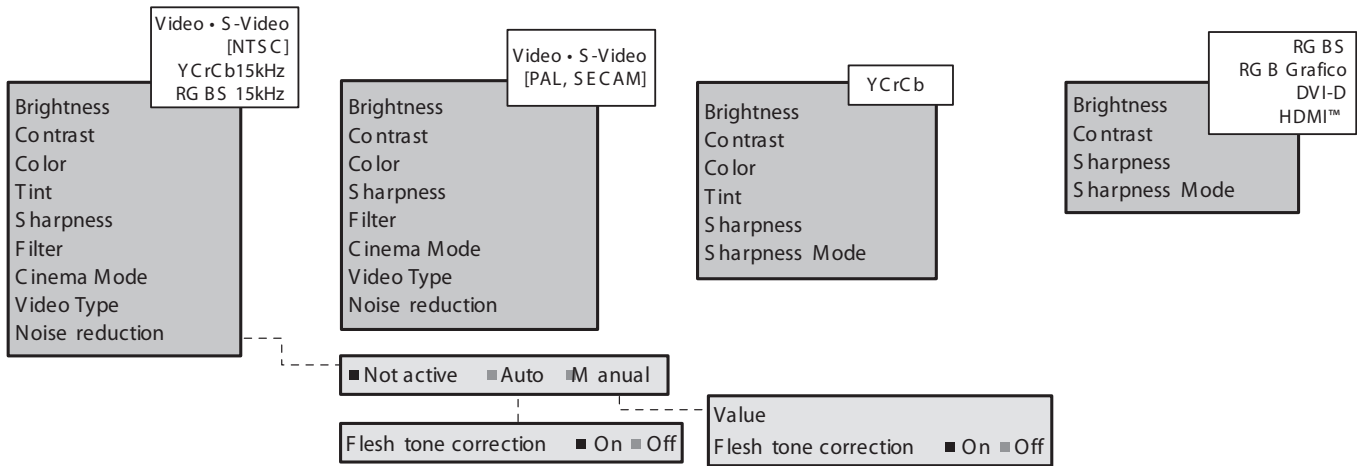 Video • S-Video
[NTSC]
YCrCb15kHz
RGBS 15kHz
Brightness
Contrast
Color
Tint
Sharpness
Filter
Cinema Mode
Video Type
Noise reduction
Video • S-Video
[PAL, SECAM]
Brightness
Contrast
Color
Sharpness
Filter
Cinema Mode
Video Type
Noise reduction
YCrCb
Brightness
Contrast
Color
Tint
Sharpness
Sharpness Mode
RGBS
RGB Grafico
DVI-D
HDMI™
Brightness
Contrast
Sharpness
Sharpness Mode
Not active Auto Manual
Flesh tone correction On Off
Value
Flesh tone correction On Off